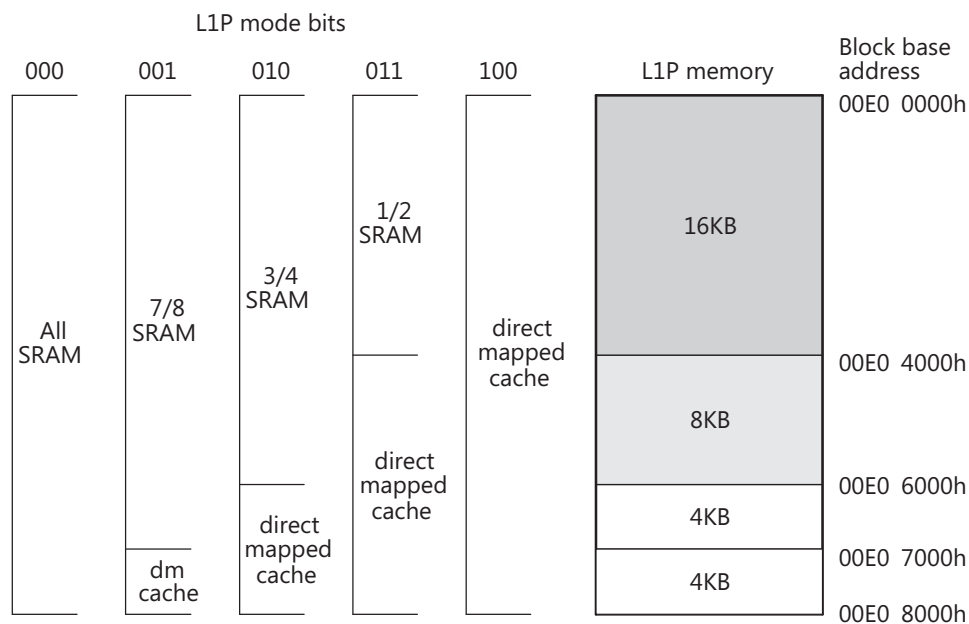 L1P mode bits
000 001 010 011 100 L1P memory
Block base
address
00E0 0000h
1/2
SRAM
16KB
3/4
SRAM
7/8
SRAM
All
SRAM
direct
mapped
cache
00E0 4000h
8KB
direct
mapped
cache
00E0 6000h
4KB
direct
mapped
cache
00E0 7000h
dm
cache
4KB
00E0 8000h